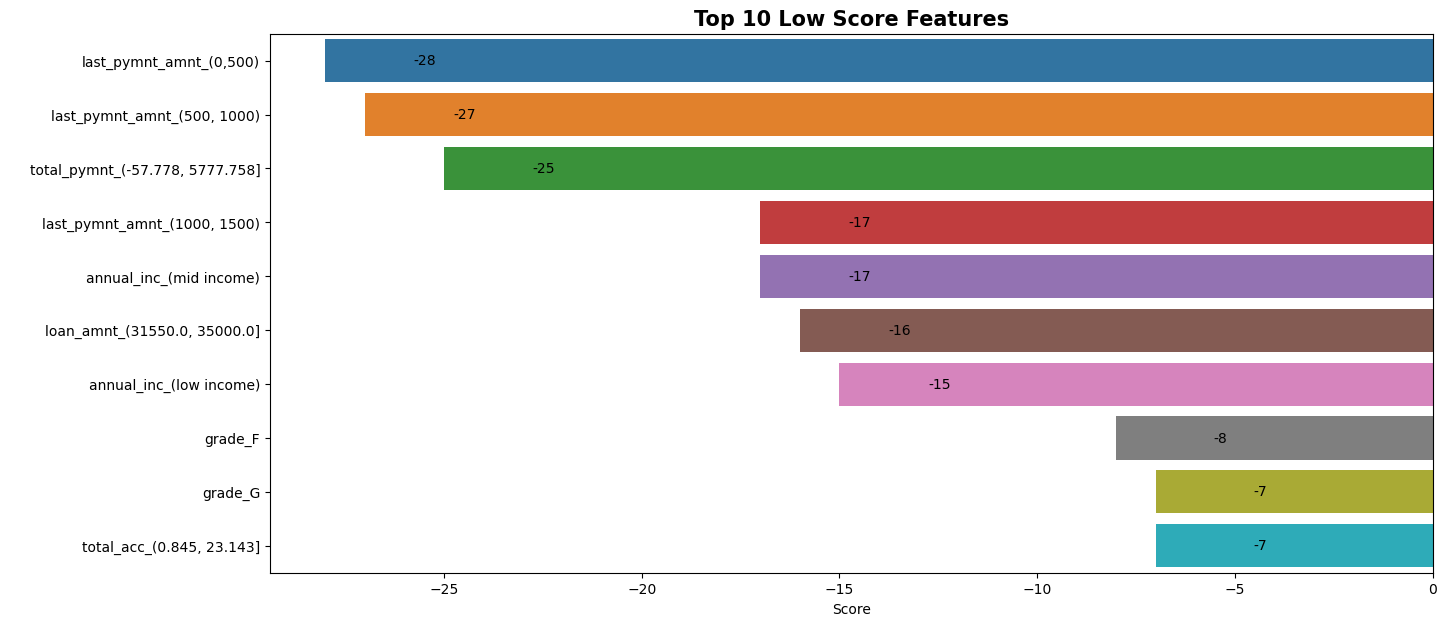 Top 10 Low Score Features
last_pymnt_amnt_(0,500)
-28
last_pymnt_amnt_(500, 1000)
-27
total_pymnt_(-57.778, 5777.758]
-25
last_pymnt_amnt_(1000, 1500)
-17
annual_inc_(mid income)
-17
loan_amnt_(31550.0, 35000.0]
-16
annual_inc_(low income)
-15
grade_F
-8
grade_G
-7
total_acc_(0.845, 23.143]
-7
−25 −20 −15 −10 −5 0
Score